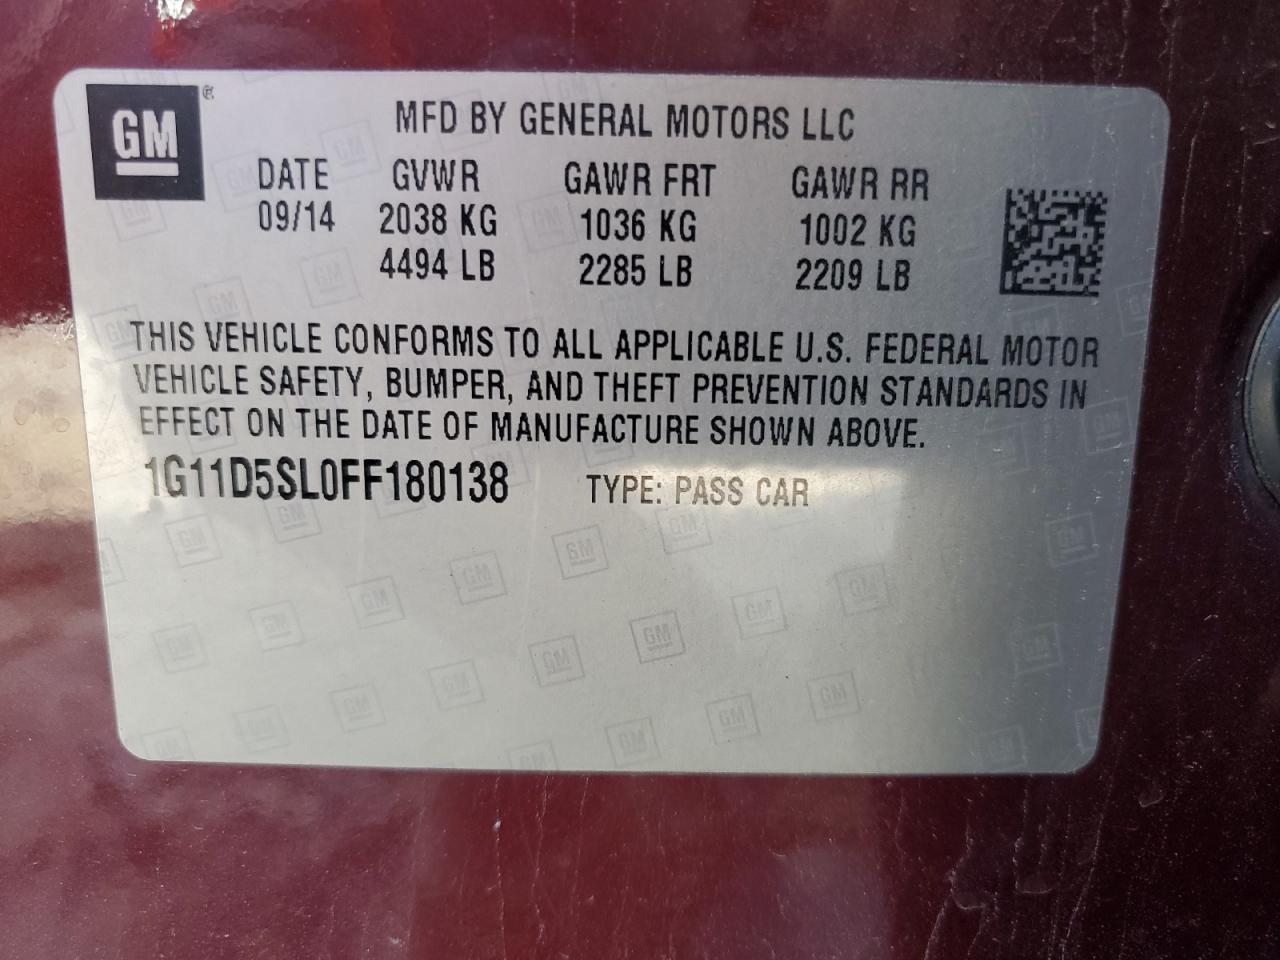 GM
MFD BY GENERAL MOTORS LLC
DATE GVWR GAWR FRT GAWR RR
09/14 2038 KG 1036 KG 1002 KG
4494 LB 2285 LB 2209 LB
THIS VEHICLE CONFORMS TO ALL APPLICABLE U.S. FEDERAL MOTOR
VEHICLE SAFETY, BUMPER, AND THEFT PREVENTION STANDARDS IN
EFFECT ON THE DATE OF MANUFACTURE SHOWN ABOVE.
1G11D5SL0FF180138 TYPE: PASS CAR